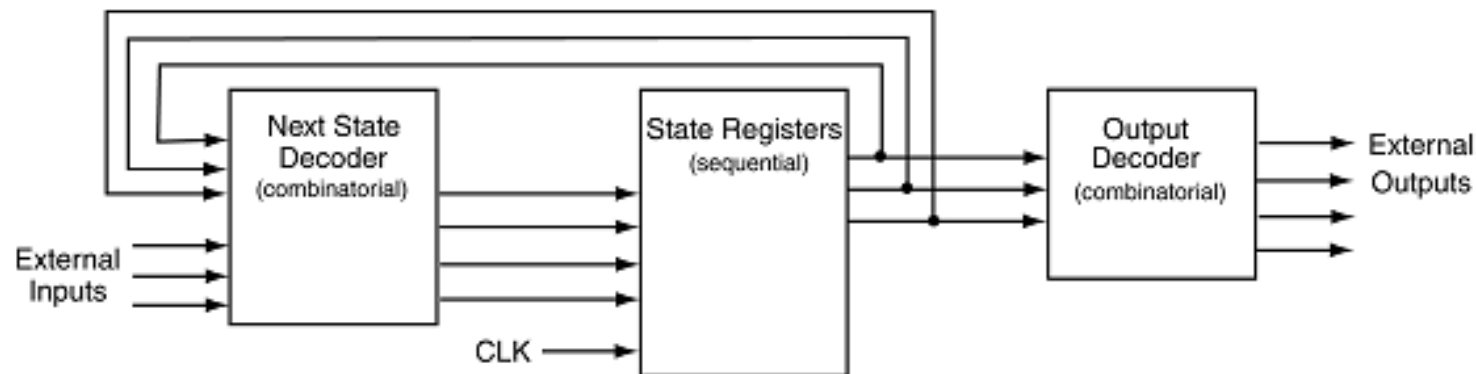 Next State
Decoder
(combinatorial)
State Registers
(sequential)
Output
Decoder
(combinatorial)
External
Outputs
External
Inputs
CLK